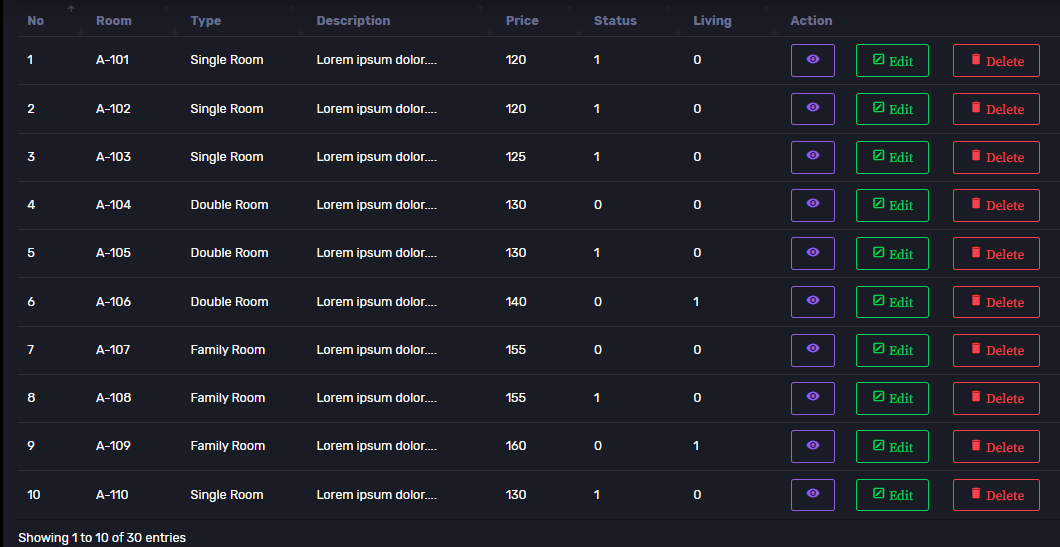 No Room Type Description Price Status Living Action
1 A-101 Single Room Lorem ipsum dolor.... 120 1 0 Edit Delete
2 A-102 Single Room Lorem ipsum dolor.... 120 1 0 Edit Delete
3 A-103 Single Room Lorem ipsum dolor.... 125 1 0 Edit Delete
4 A-104 Double Room Lorem ipsum dolor.... 130 0 0 Edit Delete
5 A-105 Double Room Lorem ipsum dolor.... 130 1 0 Edit Delete
6 A-106 Double Room Lorem ipsum dolor.... 140 0 1 Edit Delete
7 A-107 Family Room Lorem ipsum dolor.... 155 0 0 Edit Delete
8 A-108 Family Room Lorem ipsum dolor.... 155 1 0 Edit Delete
9 A-109 Family Room Lorem ipsum dolor.... 160 0 1 Edit Delete
10 A-110 Single Room Lorem ipsum dolor.... 130 1 0 Edit Delete
Showing 1 to 10 of 30 entries